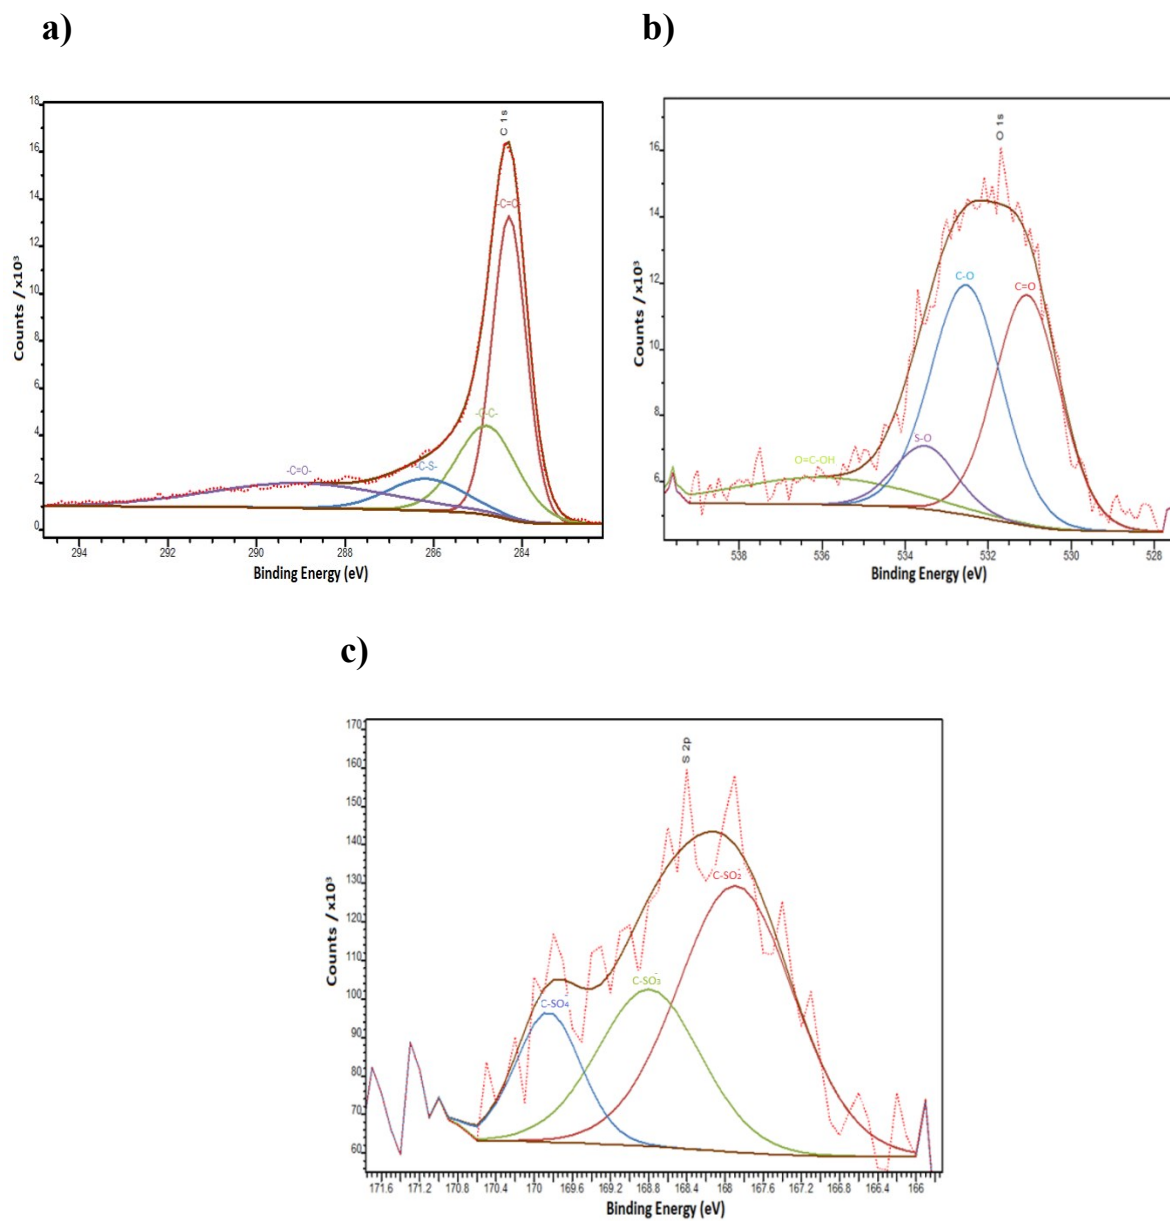 a)
18
16
14
12
10
8
6
4
2
0
Counts / x10³
C 1s
-C=C-
-C-C-
-C-S-
-C=O-
294
292
290
288
286
284
Binding Energy (eV)
b)
16
14
12
10
8
6
Counts / x10³
O 1s
C-O
C=O
S-O
O=C-OH
538
536
534
532
530
528
Binding Energy (eV)
c)
170
160
150
140
130
120
110
100
90
80
70
60
Counts / x10³
S 2p
C-SO₂⁻
C-SO₃⁻
C-SO₄
171.6
171.2
170.8
170.4
170
169.6
169.2
168.8
168.4
168
167.6
167.2
166.8
166.4
166
Binding Energy (eV)